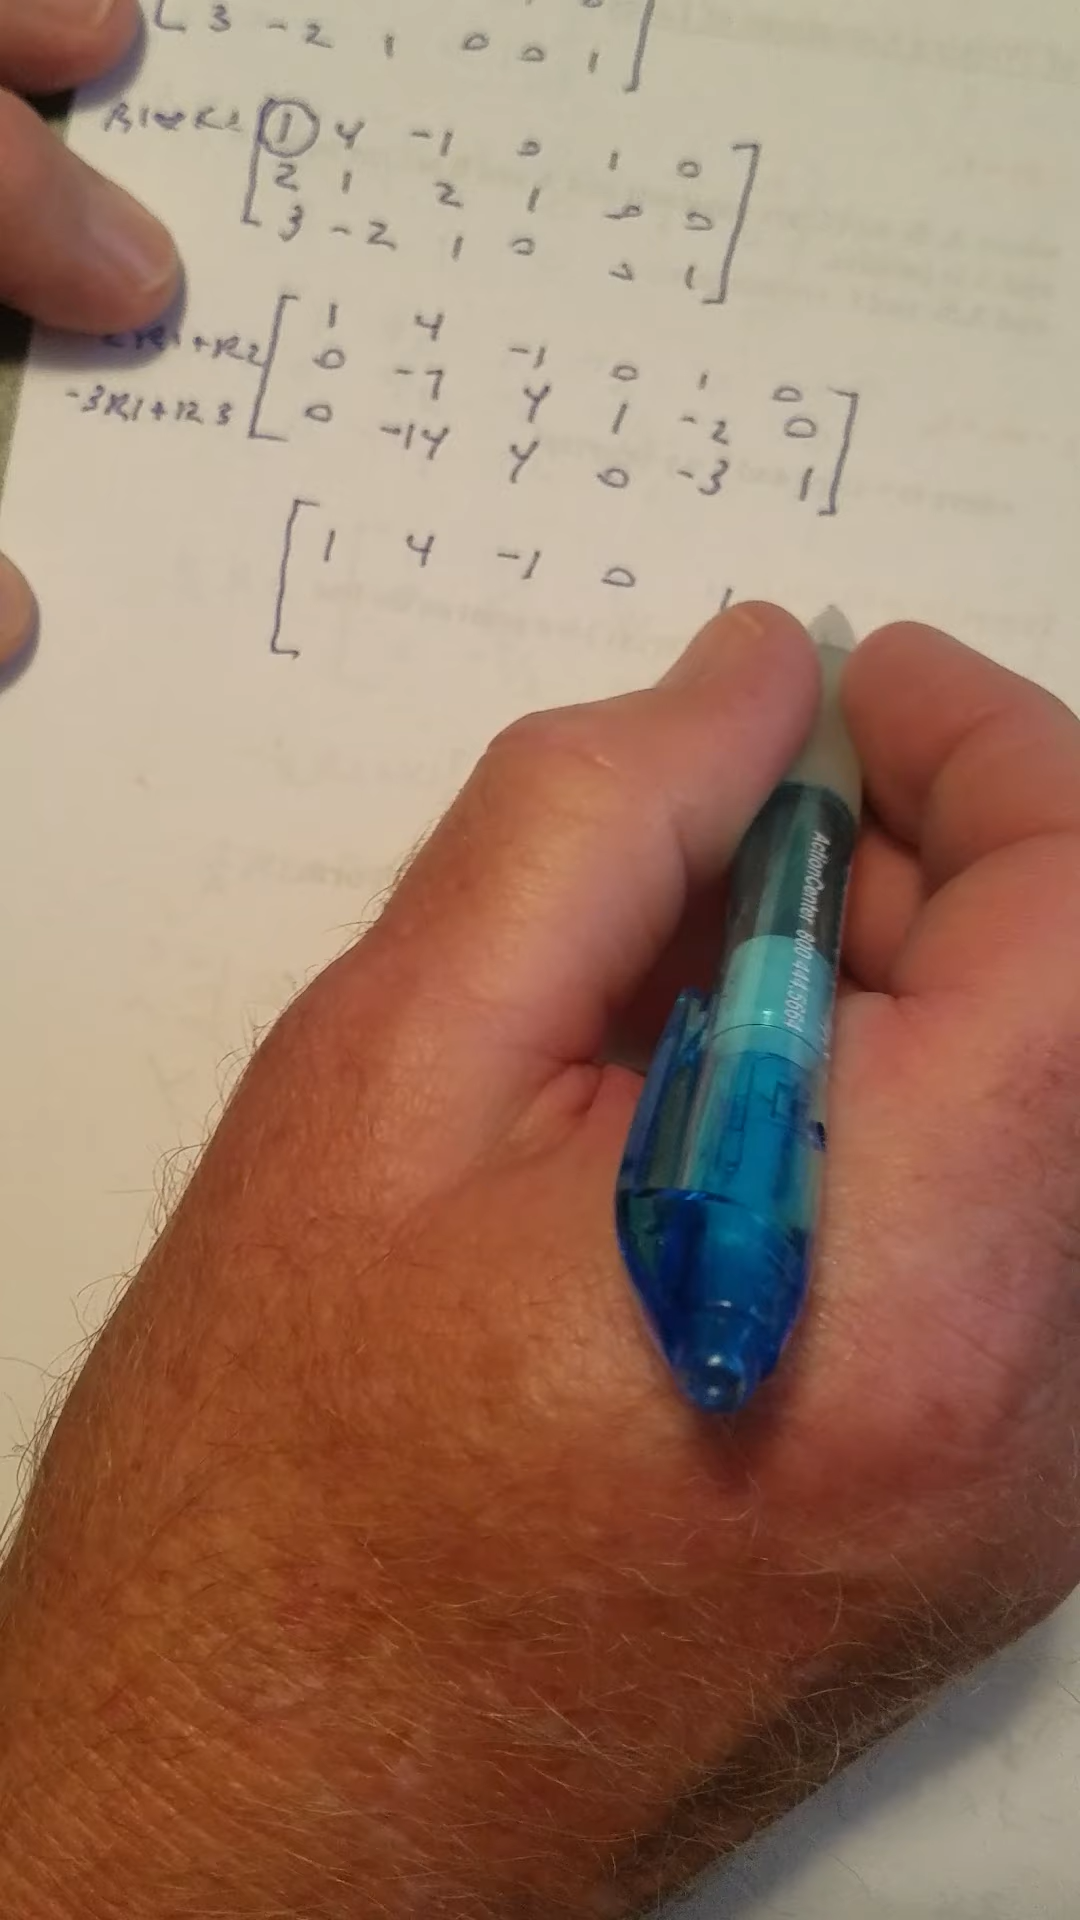 [ 3 -2 1 0 0 1 ]
[ 1 4 -1 0 1 0
2 1 2 1 0 0
3 -2 1 0 0 1 ]
[ 1 4 -1 0 1 0
R1+R2 0 -7 4 1 -2 0
-3R1+R3 0 -14 4 0 -3 1 ]
[ 1 4 -1 0 1
ActionCenter 800.444.5664